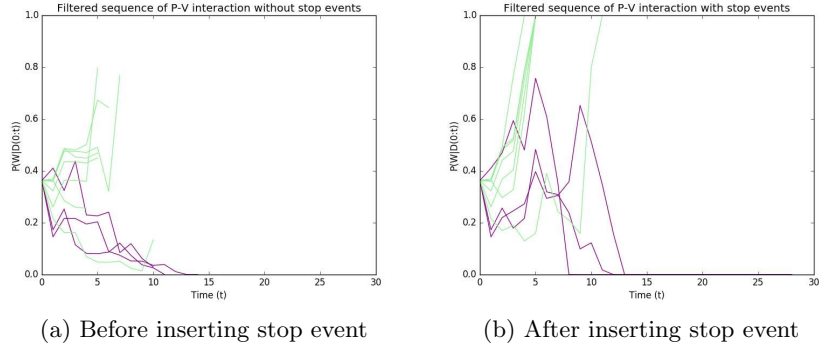 Filtered sequence of P-V interaction without stop events
1.0
0.8
0.6
0.4
0.2
0.0
P(W|D(0:t)
0 5 10 15 20 25 30
Time (t)
(a) Before inserting stop event
Filtered sequence of P-V interaction with stop events
1.0
0.8
0.6
0.4
0.2
0.0
P(W|D(0:t)
0 5 10 15 20 25 30
Time (t)
(b) After inserting stop event